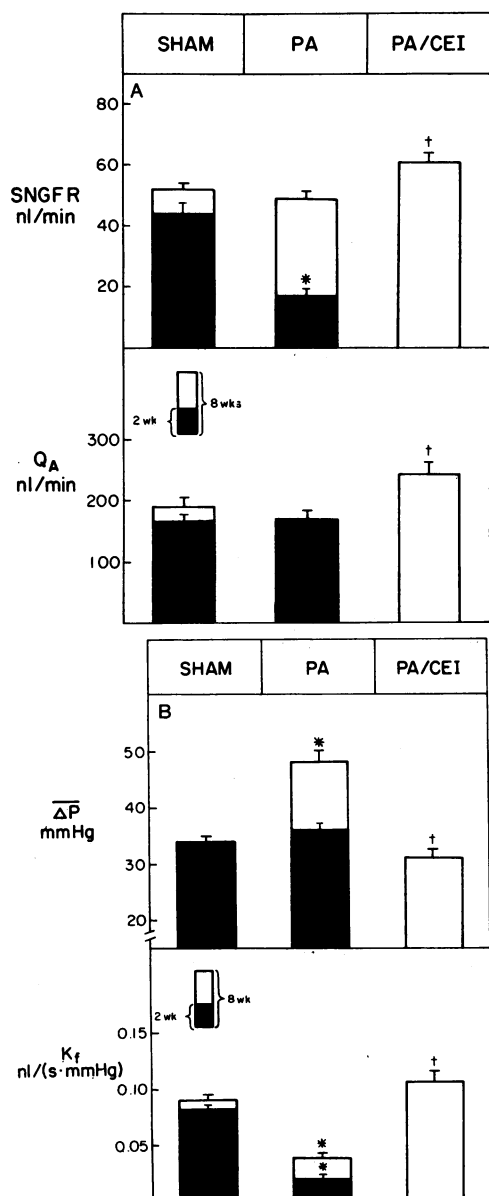 SHAM PA PA/CEI
A
80
60
SNGFR
nl/min
40
20
†
*
2 wk
8 wks
300
QA
nl/min
200
100
†
SHAM PA PA/CEI
B
50
ΔP
mmHg
40
30
20
*
†
2 wk
8 wk
0.15
Kf
nl/(s·mmHg)
0.10
0.05
*
*
†